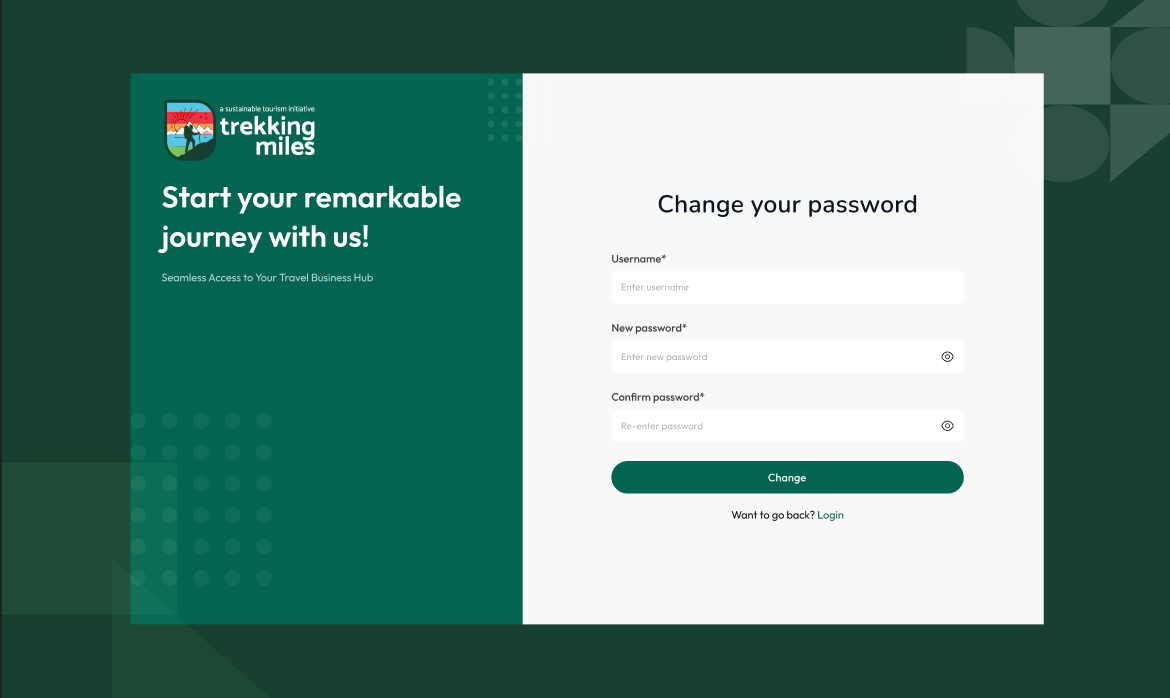 a sustainable tourism initiative
trekking
miles
Start your remarkable
journey with us!
Seamless Access to Your Travel Business Hub
Change your password
Username*
Enter username
New password*
Enter new password
Confirm password*
Re-enter password
Change
Want to go back? Login